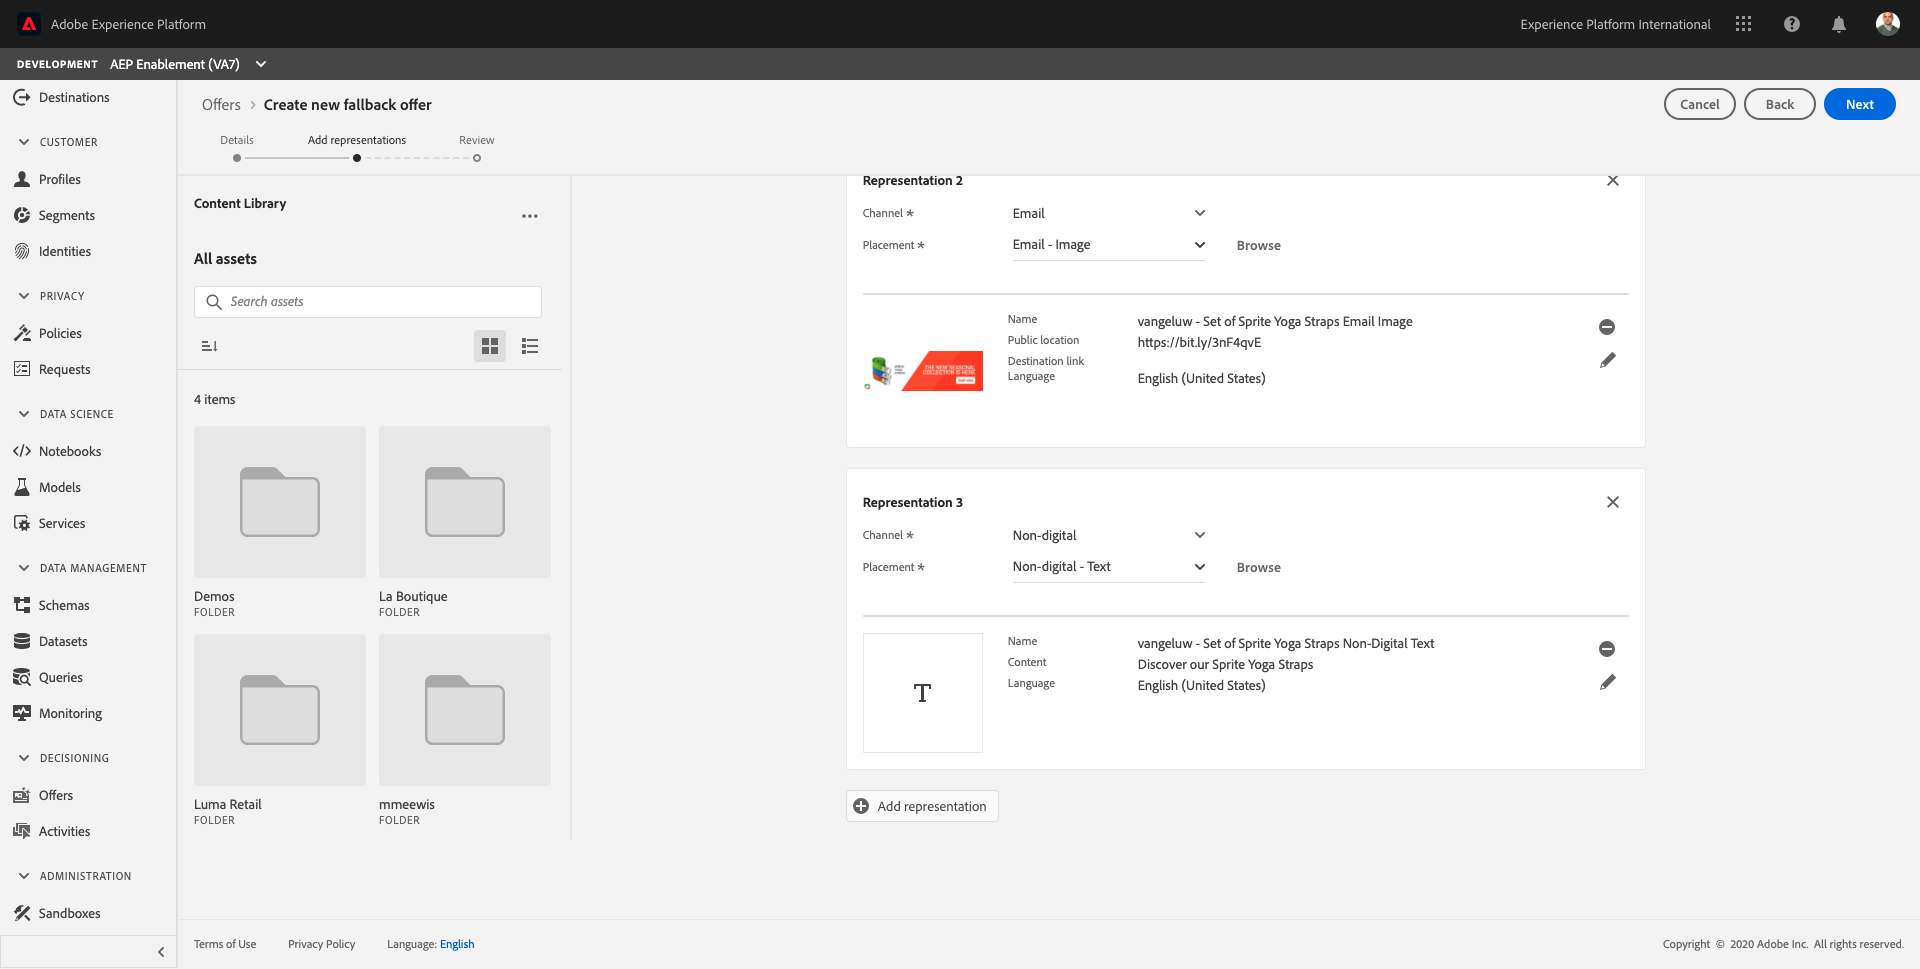 Adobe Experience Platform
Experience Platform International
DEVELOPMENT AEP Enablement (VA7)
Destinations
CUSTOMER
Profiles
Segments
Identities
PRIVACY
Policies
Requests
DATA SCIENCE
Notebooks
Models
Services
DATA MANAGEMENT
Schemas
Datasets
Queries
Monitoring
DECISIONING
Offers
Activities
ADMINISTRATION
Sandboxes
Offers > Create new fallback offer
Cancel
Back
Next
Details
Add representations
Review
Content Library
All assets
Search assets
4 items
Demos
FOLDER
La Boutique
FOLDER
Luma Retail
FOLDER
mmeewis
FOLDER
Representation 2
Channel * Email
Placement * Email - Image Browse
THE NEW SEASONAL
COLLECTION IS HERE
Name vangeluw - Set of Sprite Yoga Straps Email Image
Public location https://bit.ly/3nF4qvE
Destination link
Language English (United States)
Representation 3
Channel * Non-digital
Placement * Non-digital - Text Browse
T
Name vangeluw - Set of Sprite Yoga Straps Non-Digital Text
Content Discover our Sprite Yoga Straps
Language English (United States)
Add representation
Terms of Use Privacy Policy Language: English
Copyright © 2020 Adobe Inc. All rights reserved.